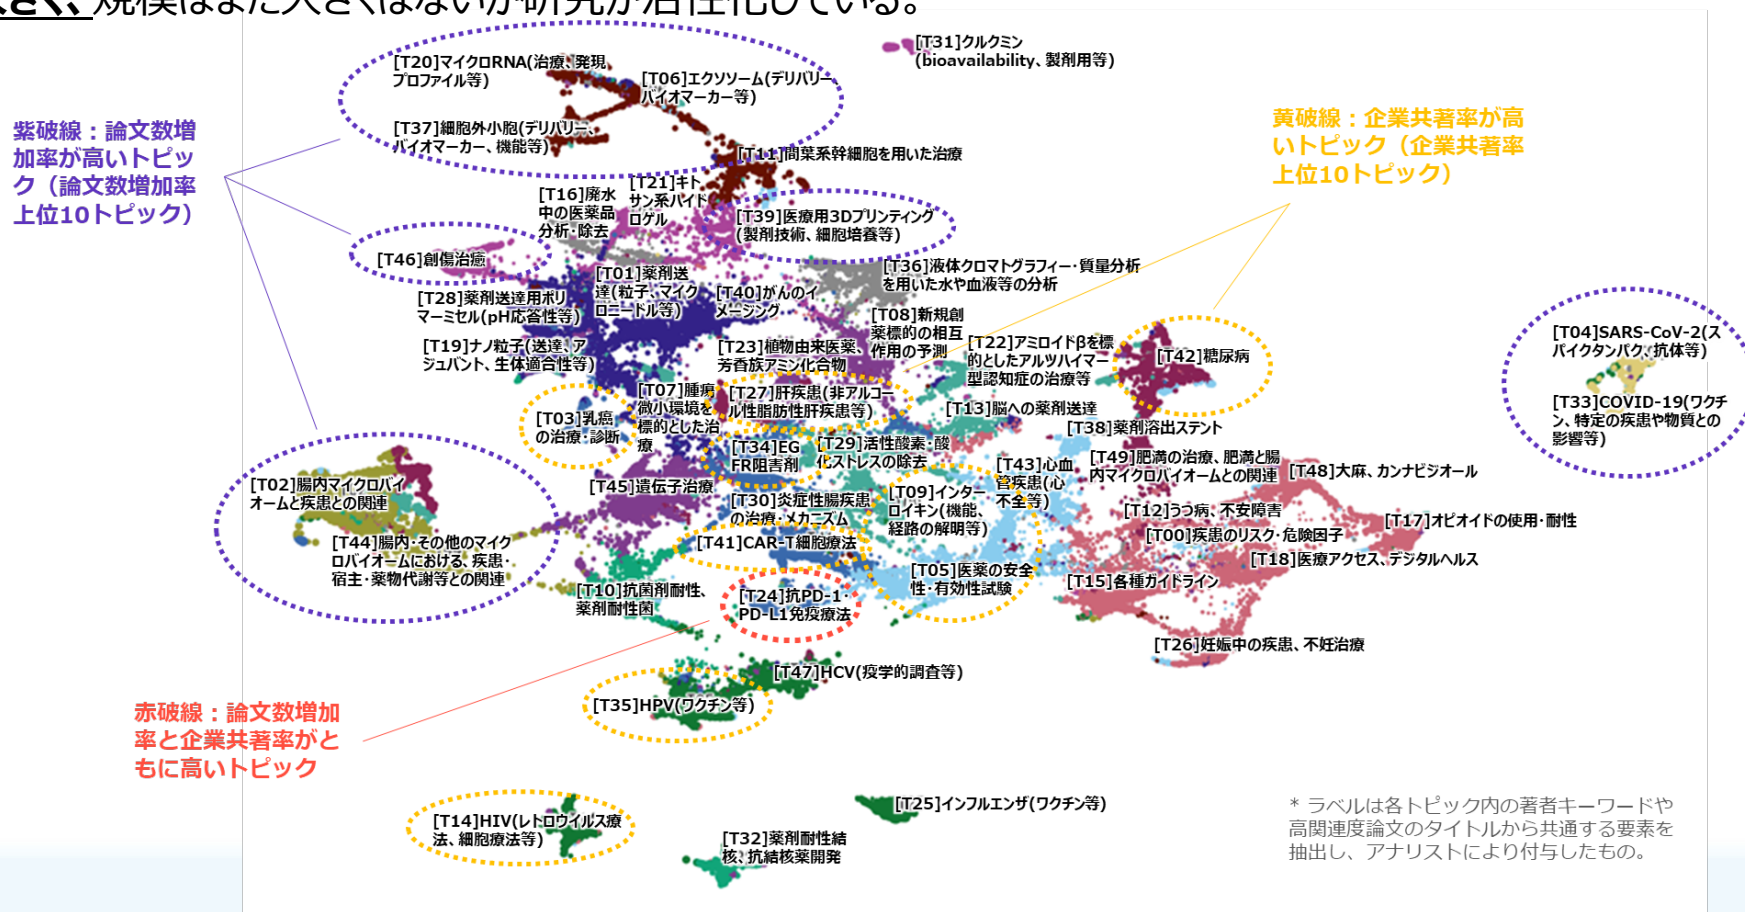 さく、規模はまだ大きくはないが研究が活性化している。
[T31]クルクミン
(bioavailability、製剤用等)
[T20]マイクロRNA(治療、発現
プロファイル等)
[T06]エクソソーム(デリバリー、
バイオマーカー等)
[T37]細胞外小胞(デリバリー、
バイオマーカー、機能等)
[T11]間葉系幹細胞を用いた治療
紫破線：論文数増
加率が高いトピッ
ク（論文数増加率
上位10トピック）
黄破線：企業共著率が高
いトピック（企業共著率
上位10トピック）
[T16]廃水
中の医薬品
分析・除去
[T21]キト
サン系ハイド
ロゲル
[T39]医療用3Dプリンティング
(製剤技術、細胞培養等)
[T46]創傷治癒
[T01]薬剤送
達(粒子、マイク
ロニードル等)
[T36]液体クロマトグラフィー・質量分析
を用いた水や血液等の分析
[T28]薬剤送達用ポリ
マーミセル(pH応答性等)
[T40]がんのイ
メージング
[T08]新規創
薬標的の相互
作用の予測
[T19]ナノ粒子(送達、ア
ジュバント、生体適合性等)
[T23]植物由来医薬、
芳香族アミン化合物
[T22]アミロイドβを標
的としたアルツハイマー
型認知症の治療等
[T42]糖尿病
[T04]SARS-CoV-2(ス
パイクタンパク、抗体等)
[T33]COVID-19(ワクチ
ン、特定の疾患や物質との
影響等)
[T03]乳癌
の治療・診断
[T07]腫瘍
微小環境を
標的とした治
療
[T27]肝疾患(非アルコー
ル性脂肪性肝疾患等)
[T13]脳への薬剤送達
[T38]薬剤溶出ステント
[T34]EG
FR阻害剤
[T29]活性酸素・酸
化ストレスの除去
[T43]心血
管疾患(心
不全等)
[T49]肥満の治療、肥満と腸
内マイクロバイオームとの関連
[T48]大麻、カンナビジオール
[T02]腸内マイクロバイ
オームと疾患との関連
[T45]遺伝子治療
[T30]炎症性腸疾患
の治療・メカニズム
[T09]インター
ロイキン(機能、
経路の解明等)
[T12]うつ病、不安障害
[T17]オピオイドの使用・耐性
[T44]腸内・その他のマイク
ロバイオームにおける、疾患・
宿主・薬物代謝等との関連
[T41]CAR-T細胞療法
[T00]疾患のリスク・危険因子
[T18]医療アクセス、デジタルヘルス
[T10]抗菌剤耐性、
薬剤耐性菌
[T24]抗PD-1・
PD-L1免疫療法
[T05]医薬の安全
性・有効性試験
[T15]各種ガイドライン
[T26]妊娠中の疾患、不妊治療
[T47]HCV(疫学的調査等)
[T35]HPV(ワクチン等)
赤破線：論文数増加
率と企業共著率がと
もに高いトピック
[T14]HIV(レトロウイルス療
法、細胞療法等)
[T25]インフルエンザ(ワクチン等)
[T32]薬剤耐性結
核、抗結核薬開発
* ラベルは各トピック内の著者キーワードや
高関連度論文のタイトルから共通する要素を
抽出し、アナリストにより付与したもの。